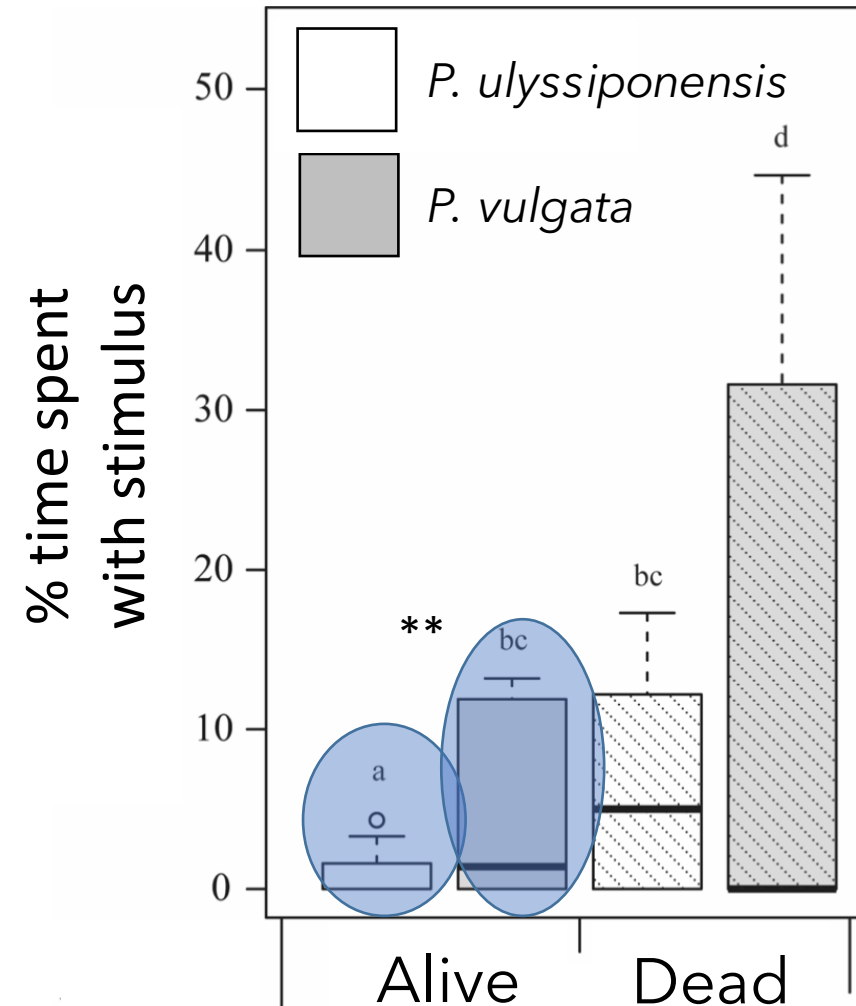 % time spent
with stimulus
50
40
30
20
10
0
P. ulyssiponensis
P. vulgata
d
bc
**
bc
a
Alive
Dead